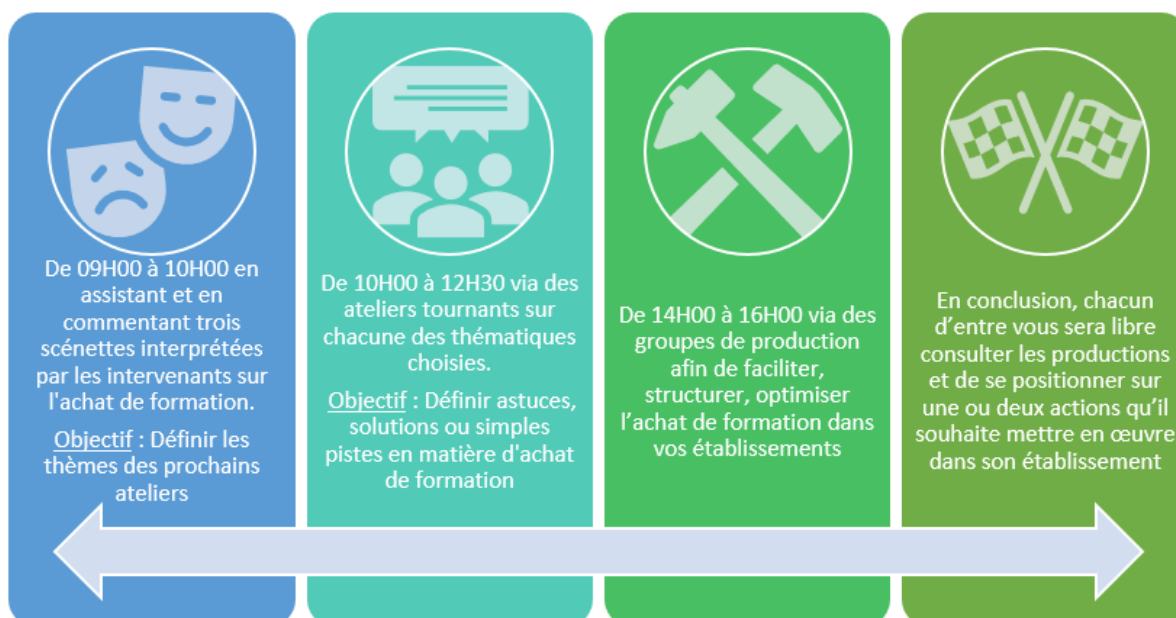 De 09H00 à 10H00 en
assistant et en
commentant trois
scénettes interprétées
par les intervenants sur
l'achat de formation.
Objectif : Définir les
thèmes des prochains
ateliers
De 10H00 à 12H30 via des
ateliers tournants sur
chacune des thématiques
choisies.
Objectif : Définir astuces,
solutions ou simples
pistes en matière d'achat
de formation
De 14H00 à 16H00 via des
groupes de production
afin de faciliter,
structurer, optimiser
l’achat de formation dans
vos établissements
En conclusion, chacun
d’entre vous sera libre
consulter les productions
et de se positionner sur
une ou deux actions qu’il
souhaite mettre en œuvre
dans son établissement